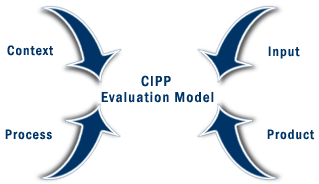 Context
Input
CIPP
Evaluation Model
Process
Product